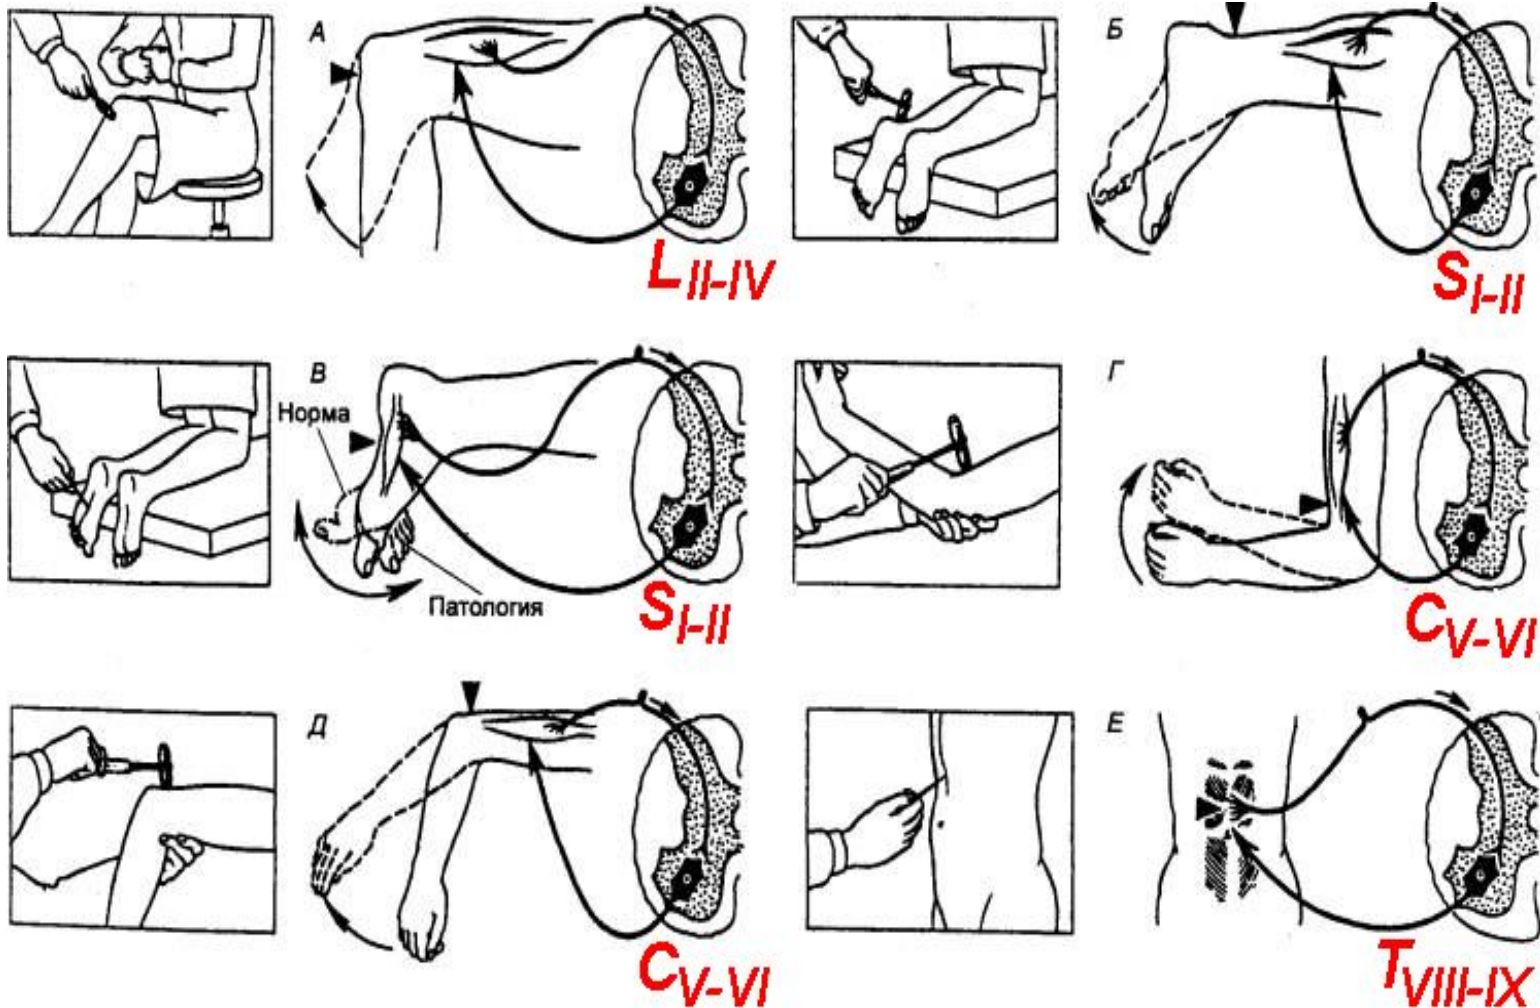 А
L II-IV
Б
S I-II
В
Норма
Патология
S I-II
Г
C V-VI
Д
C V-VI
Е
T VIII-IX